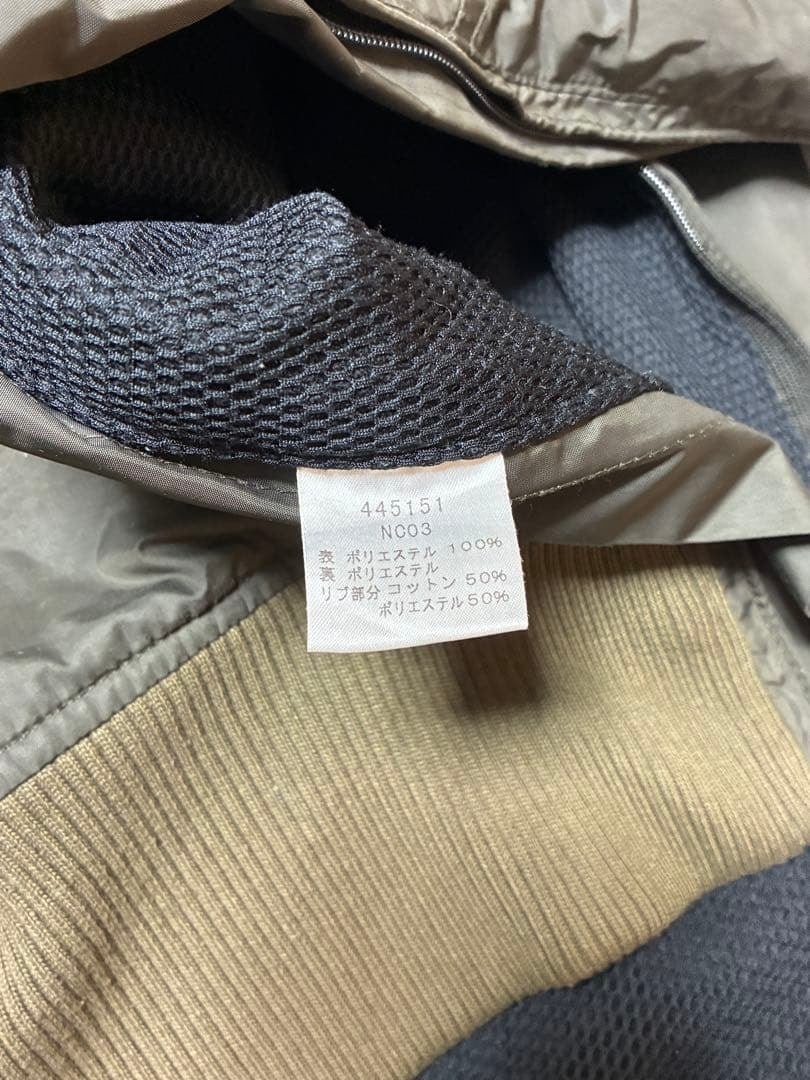 445151
NC03
表 ポリエステル 100%
裏 ポリエステル
リブ部分 コットン 50%
ポリエステル50%